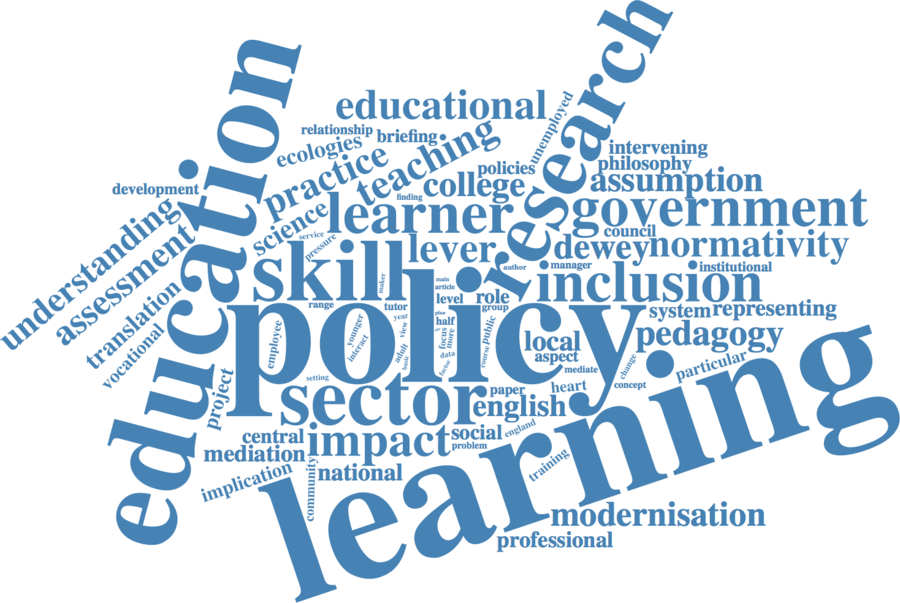 research
education
educational
unemployed
relationship
briefing
ecologies
teaching
practice
intervening
philosophy
policies
college
assumption
development
finding
learner
government
science
service
pressure
council
understanding
assessment
lever
dewey
normativity
skill
author
manager
institutional
inclusion
maker
main
article
translation
level
role
range
tutor
group
system
representing
policy
plus
year
half
public
vocational
employee
younger
interact
view
focus
more
local
pedagogy
adult
basic
data
course
aspect
factor
mediate
change
particular
setting
project
heart
concept
learning
sector
paper
english
central
impact
social
england
problem
mediation
implication
community
national
training
modernisation
professional